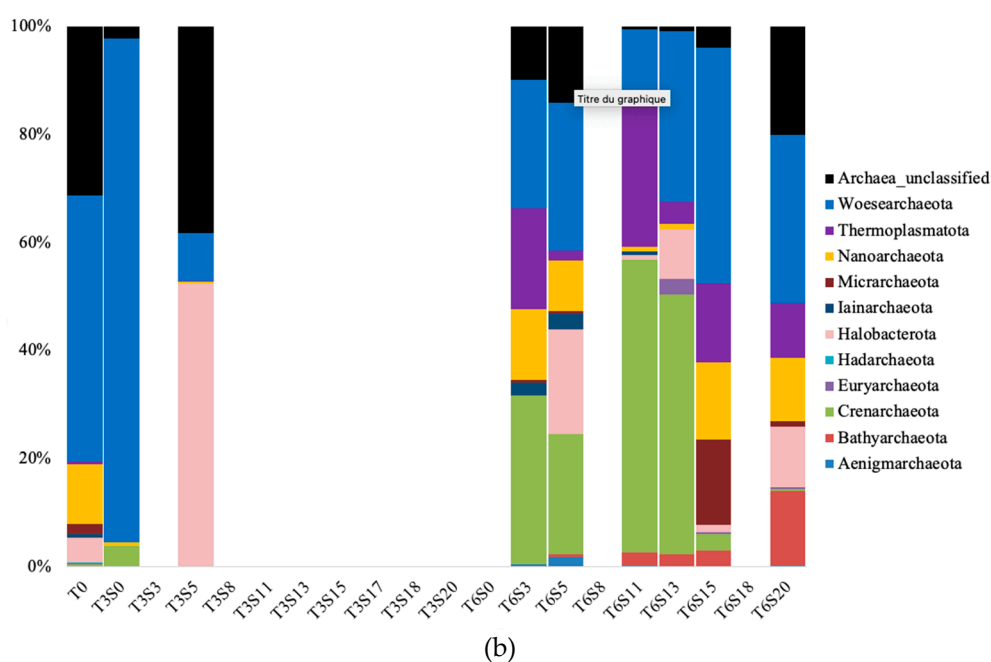 100%
80%
60%
40%
20%
0%
Titre du graphique
Archaea_unclassified
Woesearchaeota
Thermoplasmatota
Nanoarchaeota
Micrarchaeota
Iainarchaeota
Halobacterota
Hadarchaeota
Euryarchaeota
Crenarchaeota
Bathyarchaeota
Aenigmarchaeota
T0 T3S0 T3S3 T3S5 T3S8 T3S11 T3S13 T3S15 T3S17 T3S18 T3S20 T6S0 T6S3 T6S5 T6S8 T6S11 T6S13 T6S15 T6S18 T6S20
(b)